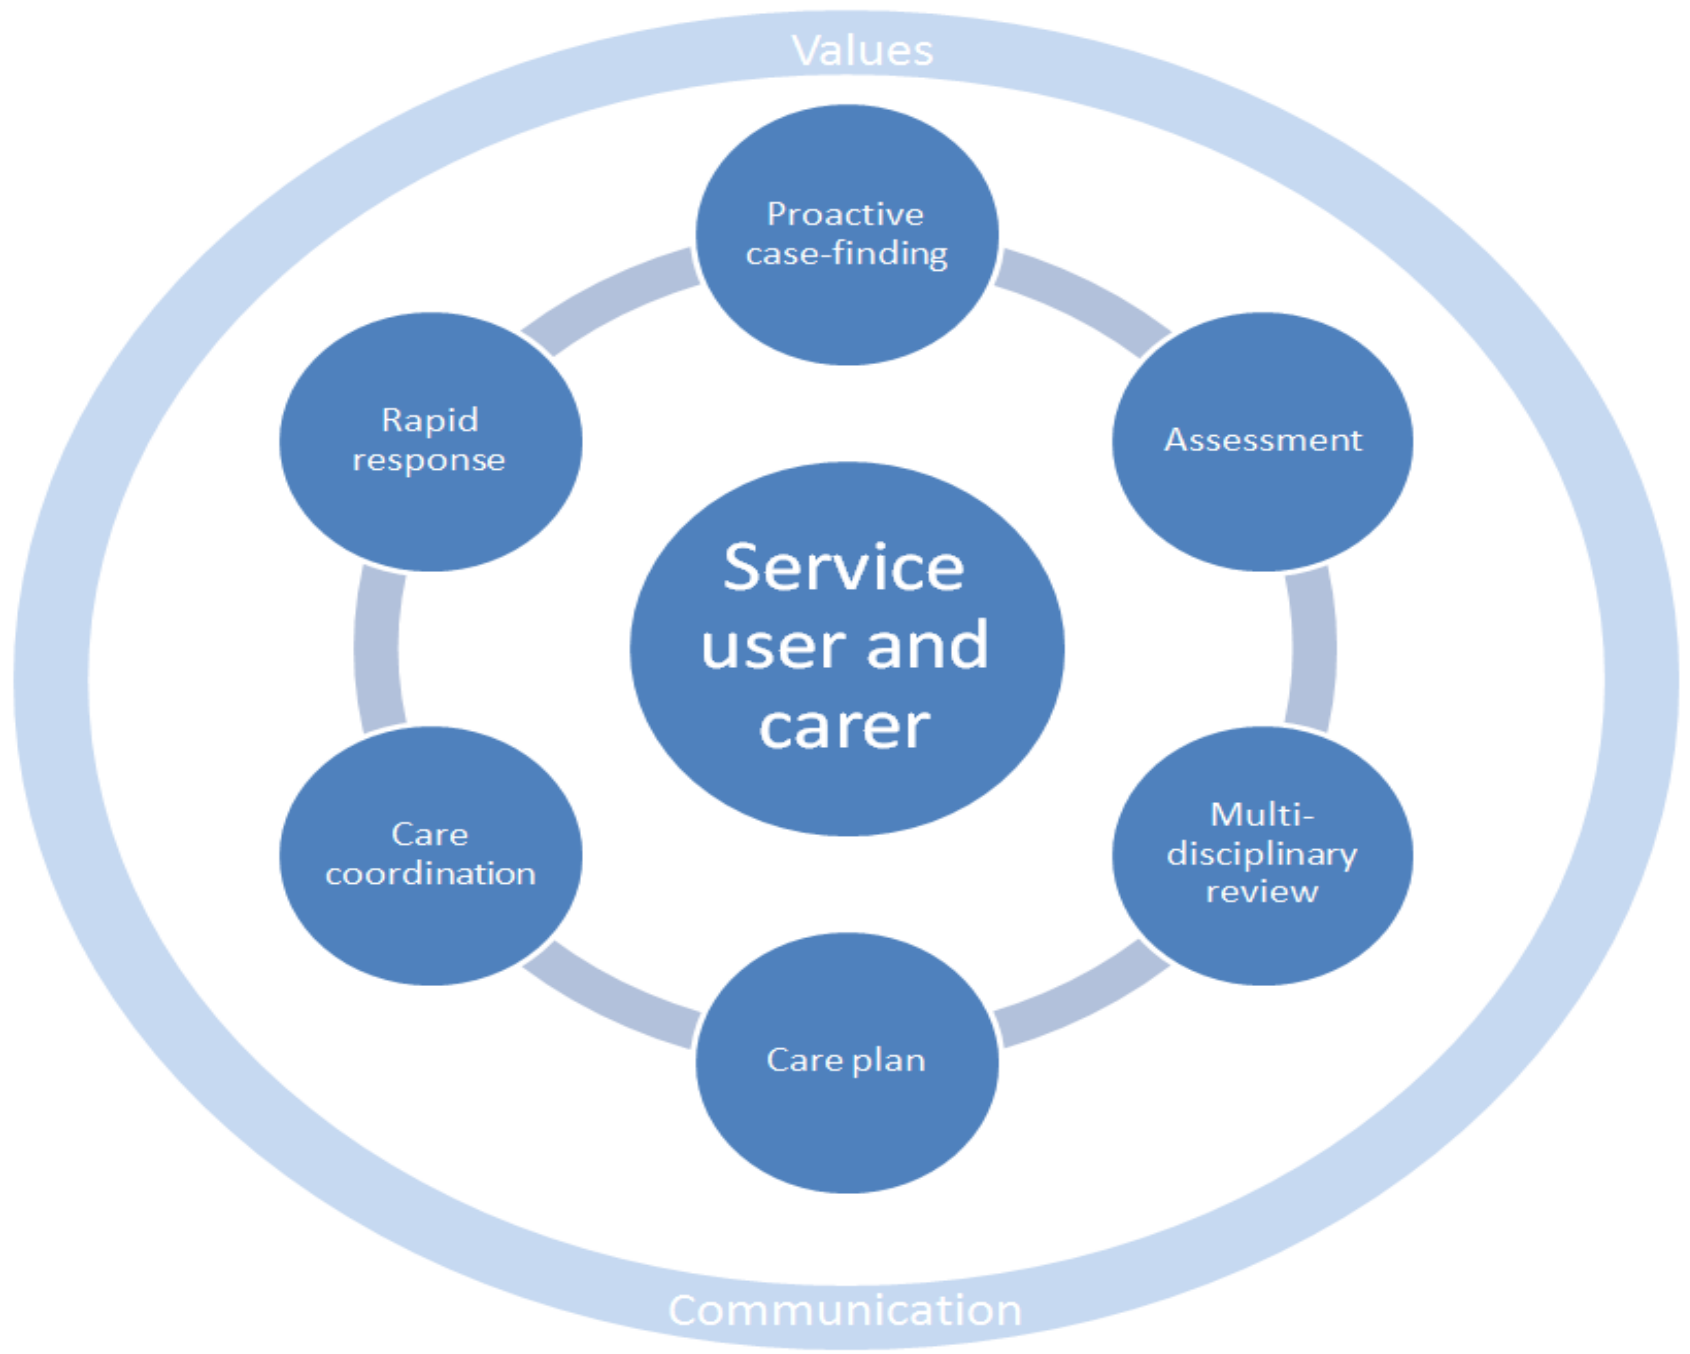 Values
Proactive
case-finding
Rapid
response
Assessment
Service
user and
carer
Care
coordination
Multi-
disciplinary
review
Care plan
Communication